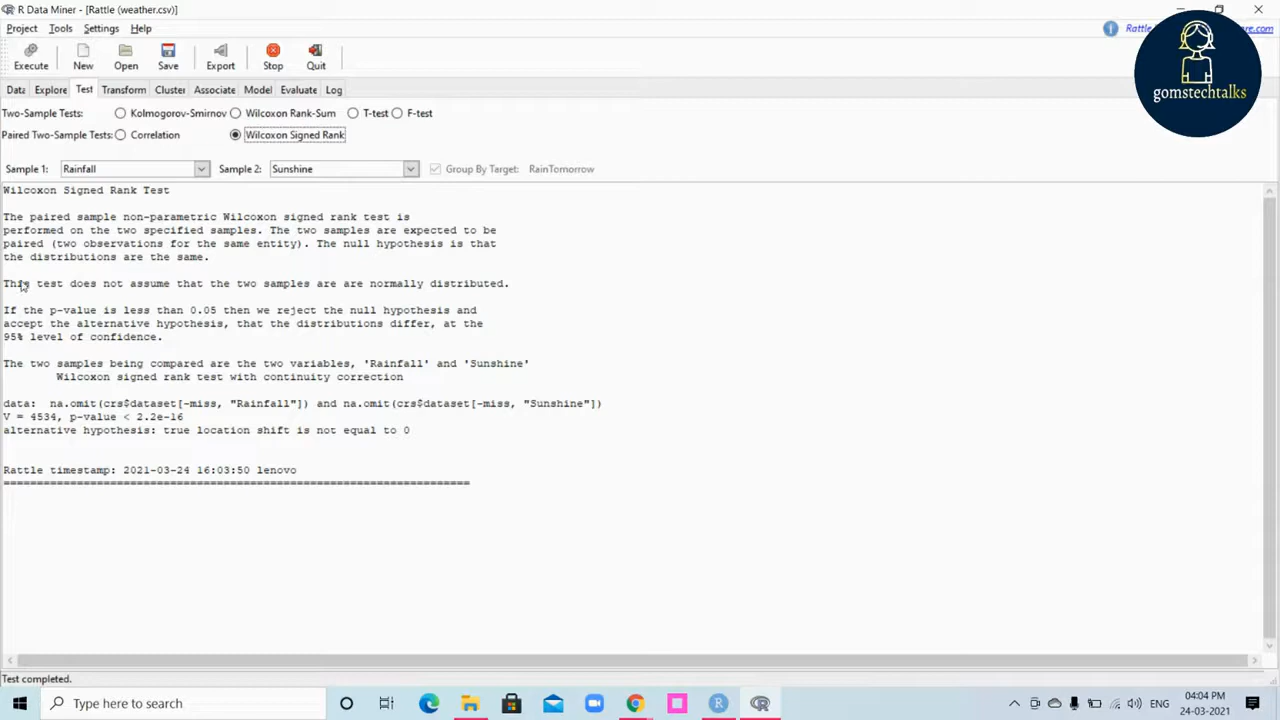 R Data Miner - [Rattle (weather.csv)]
Project Tools Settings Help
Rattle
Execute New Open Save Export Stop Quit
gomstechtalks
Data Explore Test Transform Cluster Associate Model Evaluate Log
Two-Sample Tests: Kolmogorov-Smirnov Wilcoxon Rank-Sum T-test F-test
Paired Two-Sample Tests: Correlation Wilcoxon Signed Rank
Sample 1: Rainfall Sample 2: Sunshine Group By Target: RainTomorrow
Wilcoxon Signed Rank Test
The paired sample non-parametric Wilcoxon signed rank test is
performed on the two specified samples. The two samples are expected to be
paired (two observations for the same entity). The null hypothesis is that
the distributions are the same.
This test does not assume that the two samples are are normally distributed.
If the p-value is less than 0.05 then we reject the null hypothesis and
accept the alternative hypothesis, that the distributions differ, at the
95% level of confidence.
The two samples being compared are the two variables, 'Rainfall' and 'Sunshine'
Wilcoxon signed rank test with continuity correction
data: na.omit(crs$dataset[-miss, "Rainfall"]) and na.omit(crs$dataset[-miss, "Sunshine"])
V = 4534, p-value < 2.2e-16
alternative hypothesis: true location shift is not equal to 0
Rattle timestamp: 2021-03-24 16:03:50 lenovo
======================================================================
Test completed.
Type here to search
ENG
04:04 PM
24-03-2021